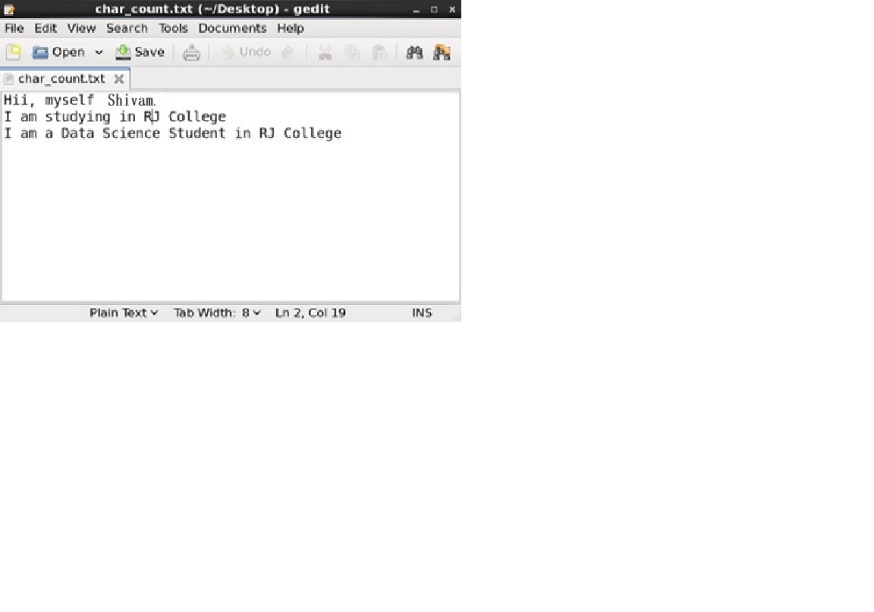 char_count.txt (~/Desktop) - gedit
File Edit View Search Tools Documents Help
Open Save Undo
char_count.txt
Hii, myself Shivam.
I am studying in RJ College
I am a Data Science Student in RJ College
Plain Text Tab Width: 8 Ln 2, Col 19 INS